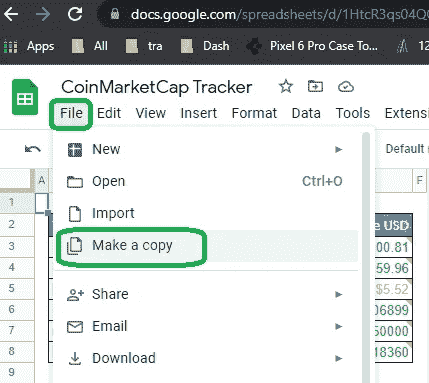 docs.google.com/spreadsheets/d/1HtcR3qs04Q
Apps All tra Dash Pixel 6 Pro Case To...
CoinMarketCap Tracker
File Edit View Insert Format Data Tools Extensi
Default s
A F
1
New
2 e USD
Open Ctrl+O
3 00.81
Import
4 59.96
Make a copy
5 $5.52
6 06899
Share
7 50000
Email
8 18360
Download